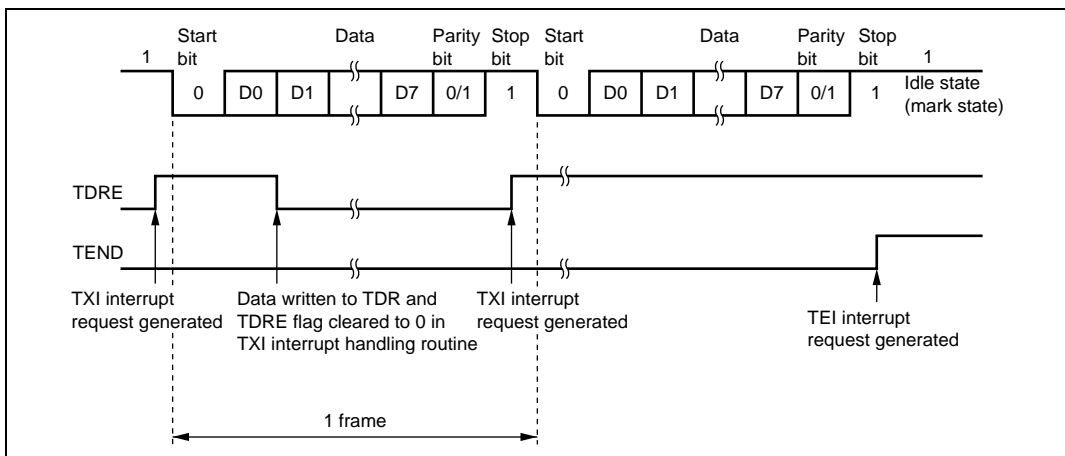 Start bit
Data
Parity bit
Stop bit
Start bit
Data
Parity bit
Stop bit
1
1
0
D0
D1
D7
0/1
1
0
D0
D1
D7
0/1
1
Idle state
(mark state)
TDRE
TEND
TXI interrupt
request generated
Data written to TDR and
TDRE flag cleared to 0 in
TXI interrupt handling routine
TXI interrupt
request generated
TEI interrupt
request generated
1 frame